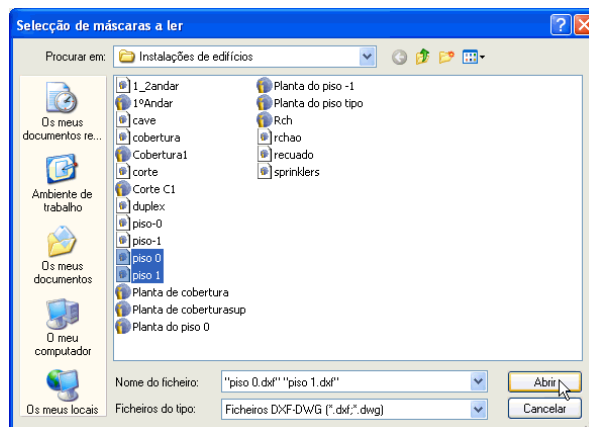 Selecção de máscaras a ler
Procurar em: Instalações de edifícios
Os meus
documentos re...
Ambiente de
trabalho
Os meus
documentos
O meu
computador
Os meus locais
1_2andar
1ºAndar
cave
cobertura
Cobertura1
corte
Corte C1
duplex
piso-0
piso-1
piso 0
piso 1
Planta de cobertura
Planta de coberturasup
Planta do piso 0
Planta do piso -1
Planta do piso tipo
Rch
rchao
recuado
sprinklers
Nome do ficheiro: "piso 0.dxf" "piso 1.dxf" Abrir
Ficheiros do tipo: Ficheiros DXF-DWG (*.dxf;*.dwg) Cancelar